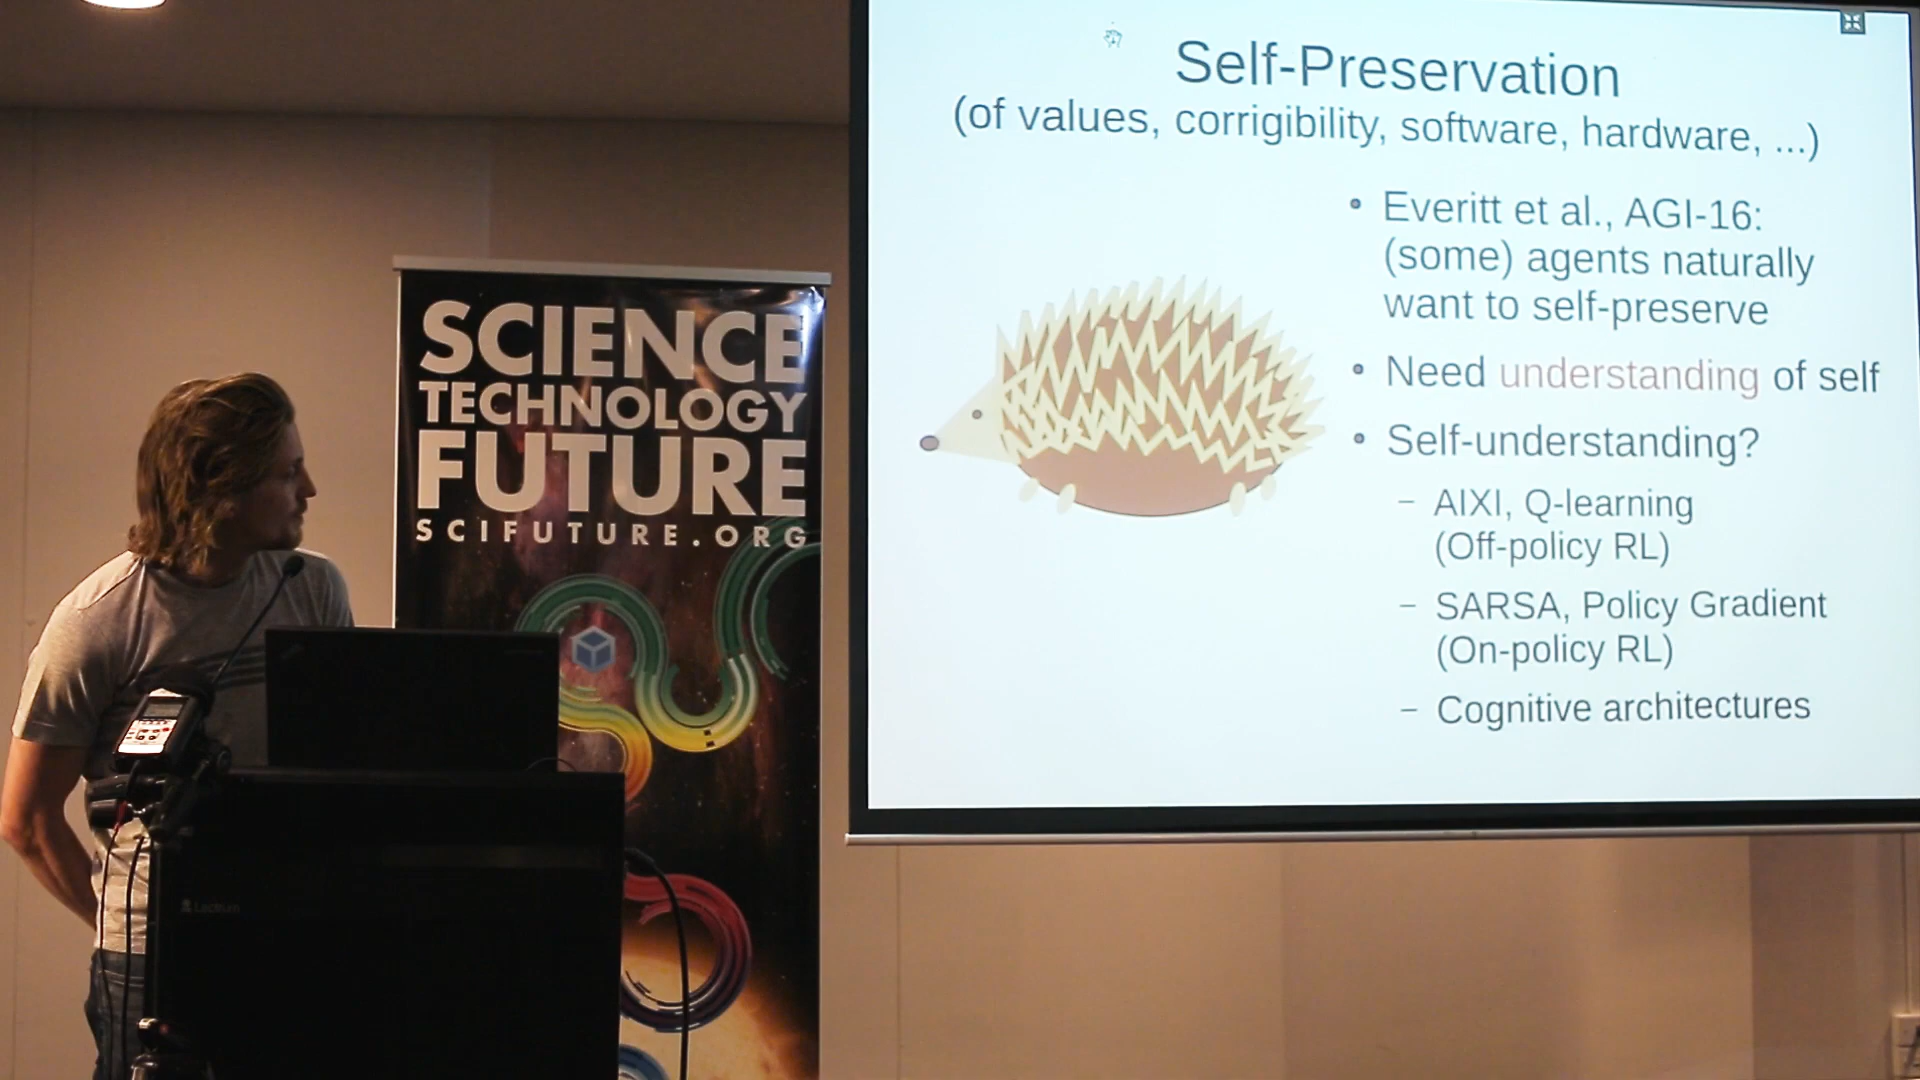 SCIENCE
TECHNOLOGY
FUTURE
SCIFUTURE.ORG
Self-Preservation
(of values, corrigibility, software, hardware, ...)
• Everitt et al., AGI-16:
(some) agents naturally
want to self-preserve
• Need understanding of self
• Self-understanding?
– AIXI, Q-learning
(Off-policy RL)
– SARSA, Policy Gradient
(On-policy RL)
– Cognitive architectures
Lectrum